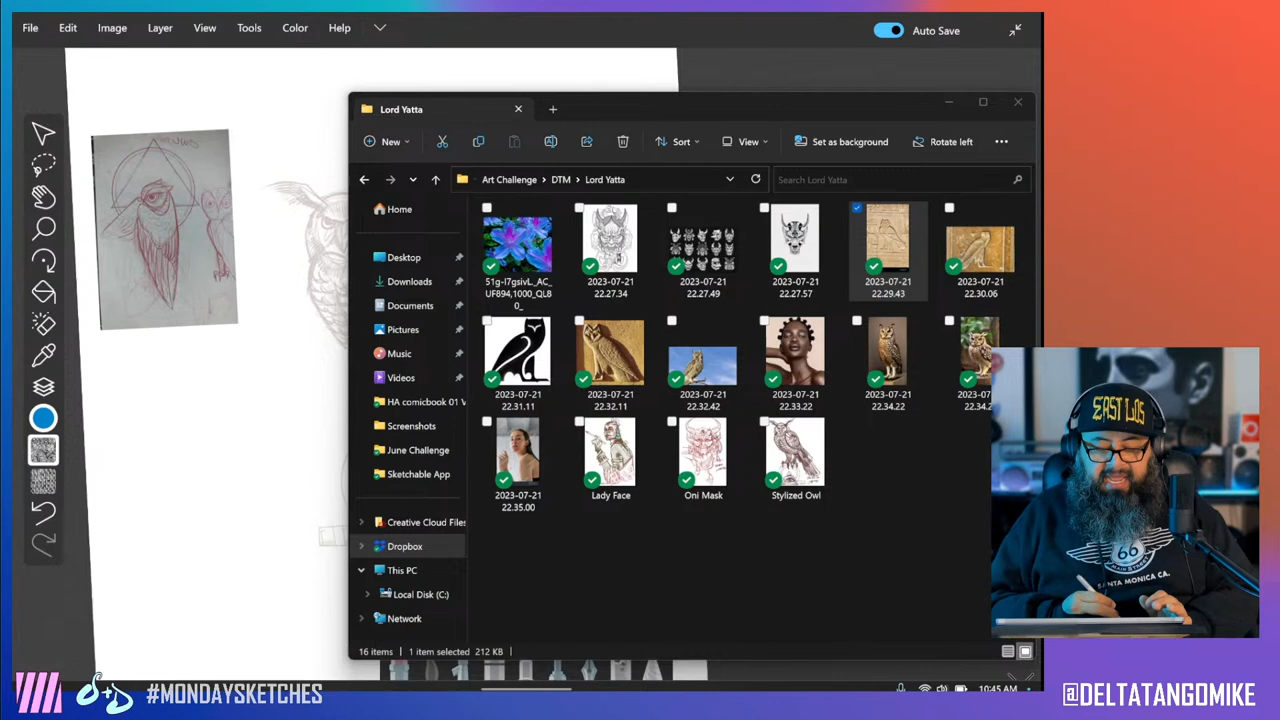 File Edit Image Layer View Tools Color Help
Auto Save
Lord Yatta
New Sort View Set as background Rotate left
Art Challenge DTM Lord Yatta
Search Lord Yatta
Home
Desktop
Downloads
Documents
Pictures
Music
Videos
HA comicbook 01 V
Screenshots
June Challenge
Sketchable App
Creative Cloud Files
Dropbox
This PC
Local Disk (C:)
Network
51g-I7gsivL._AC_
UF894,1000_QL8
0_
2023-07-21
22.27.34
2023-07-21
22.27.49
2023-07-21
22.27.57
2023-07-21
22.29.43
2023-07-21
22.30.06
2023-07-21
22.31.11
2023-07-21
22.32.11
2023-07-21
22.32.42
2023-07-21
22.33.22
2023-07-21
22.34.22
2023-07-
22.34.2
2023-07-21
22.35.00
Lady Face
Oni Mask
Stylized Owl
16 items 1 item selected 212 KB
10:45 AM
EAST LOS
66
MAIN STREET
SANTA MONICA CA.
#MONDAYSKETCHES
@DELTATANGOMIKE